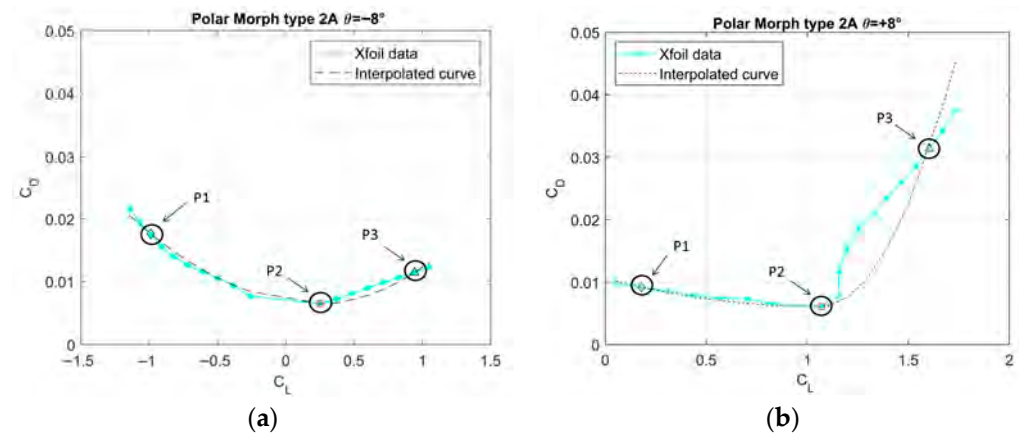 Polar Morph type 2A θ=−8°
0.05
0.04
0.03
0.02
0.01
0
C_D
Xfoil data
Interpolated curve
P1
P2
P3
−1.5 −1 −0.5 0 0.5 1 1.5
C_L
(a)
Polar Morph type 2A θ=+8°
0.05
0.04
0.03
0.02
0.01
0
C_D
Xfoil data
Interpolated curve
P3
P1
P2
0 0.5 1 1.5 2
C_L
(b)